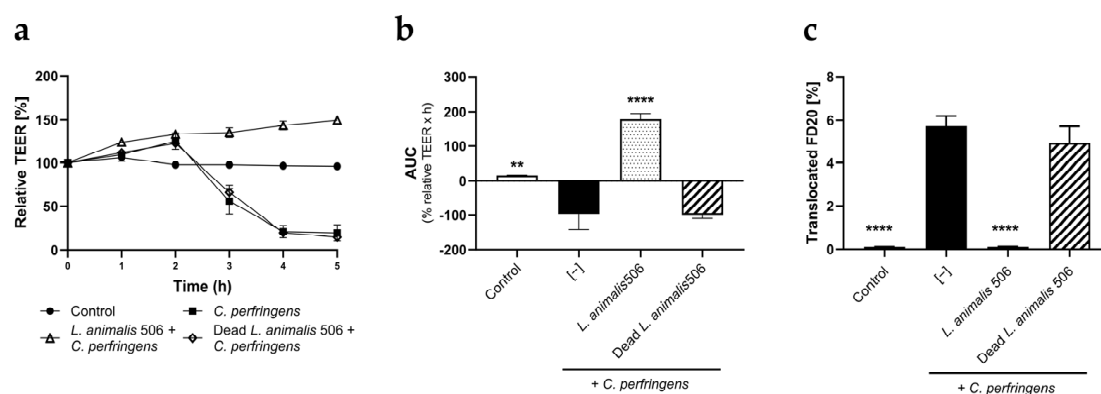 a
Relative TEER [%]
200
150
100
50
0
0 1 2 3 4 5
Time (h)
Control
C. perfringens
L. animalis 506 +
C. perfringens
Dead L. animalis 506 +
C. perfringens
b
AUC
(% relative TEER x h)
300
200
100
0
-100
-200
**
****
Control
[-]
L. animalis506
Dead L. animalis506
+ C. perfringens
c
Translocated FD20 [%]
8
6
4
2
0
****
****
Control
[-]
L. animalis 506
Dead L. animalis 506
+ C. perfringens